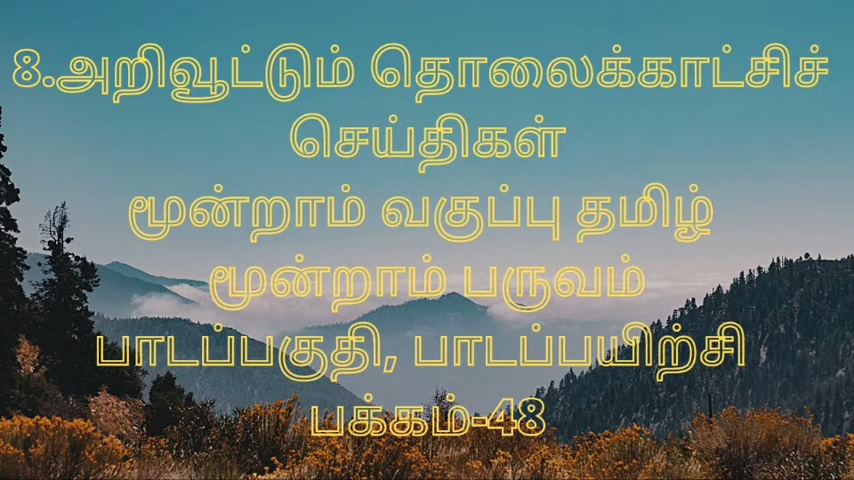 8.அறிவூட்டும் தொலைக்காட்சிச்
செய்திகள்
மூன்றாம் வகுப்பு தமிழ்
மூன்றாம் பருவம்
பாடப்பகுதி, பாடப்பயிற்சி
பக்கம்-48